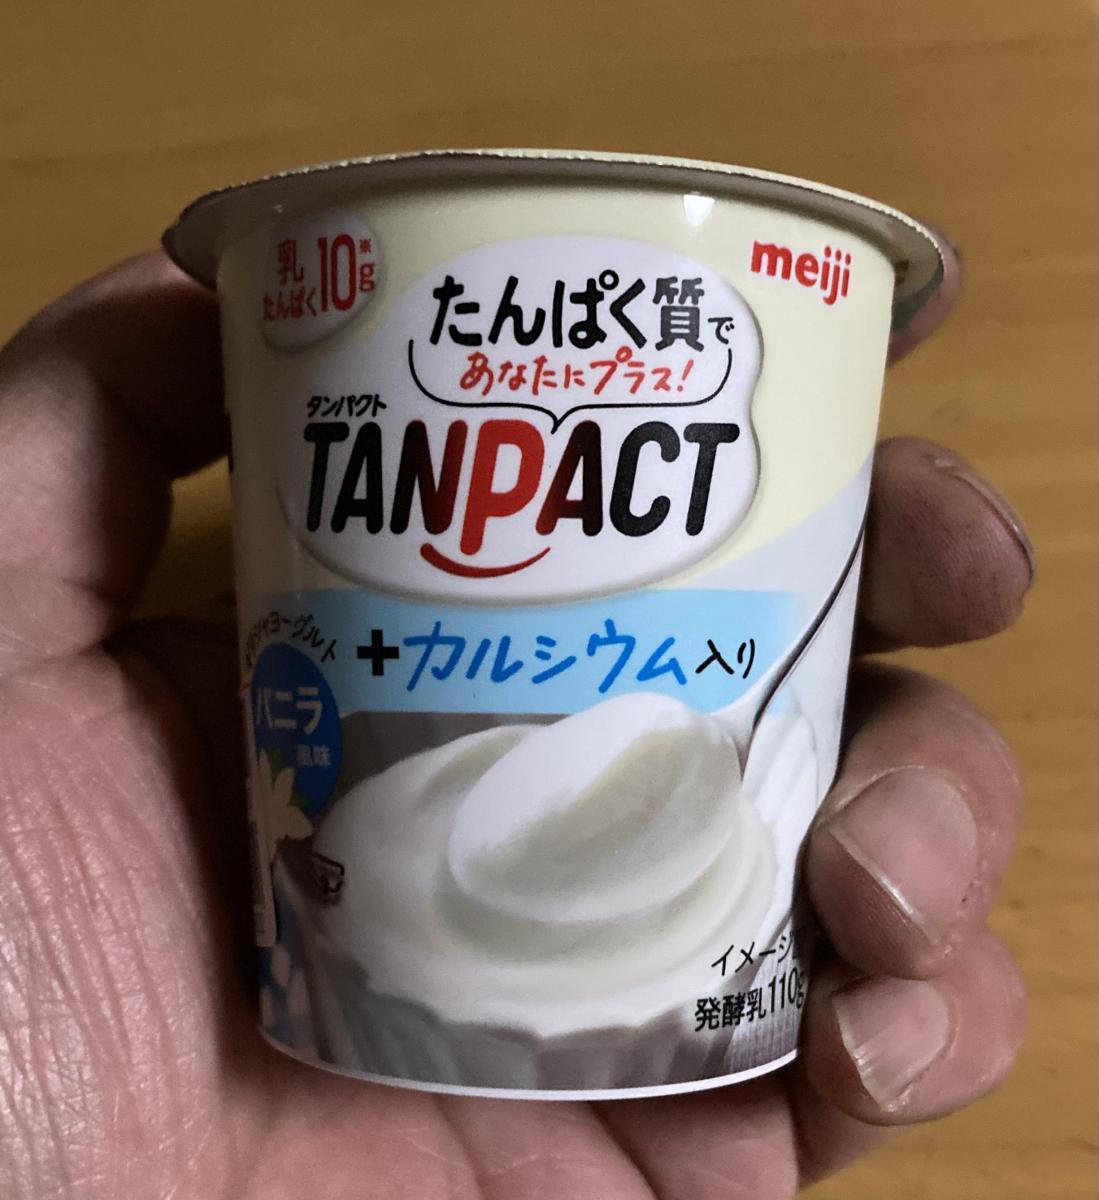 乳
たんぱく10g※
meiji
たんぱく質で
あなたにプラス!
タンパクト
TANPACT
ヨーグルト
+カルシウム入り
バニラ
風味
イメージ
発酵乳110g